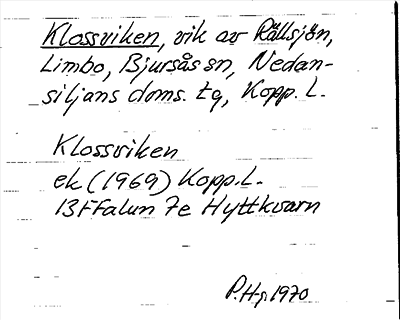 Klossviken, vik av Rällsjön,
Limbo, Bjursås sn, Nedan-
siljans doms. tg, Kopp. L.
Klossviken
ek (1969) Kopp. L.
13F Falun 7e Hyttkvarn
P. Hg 1970